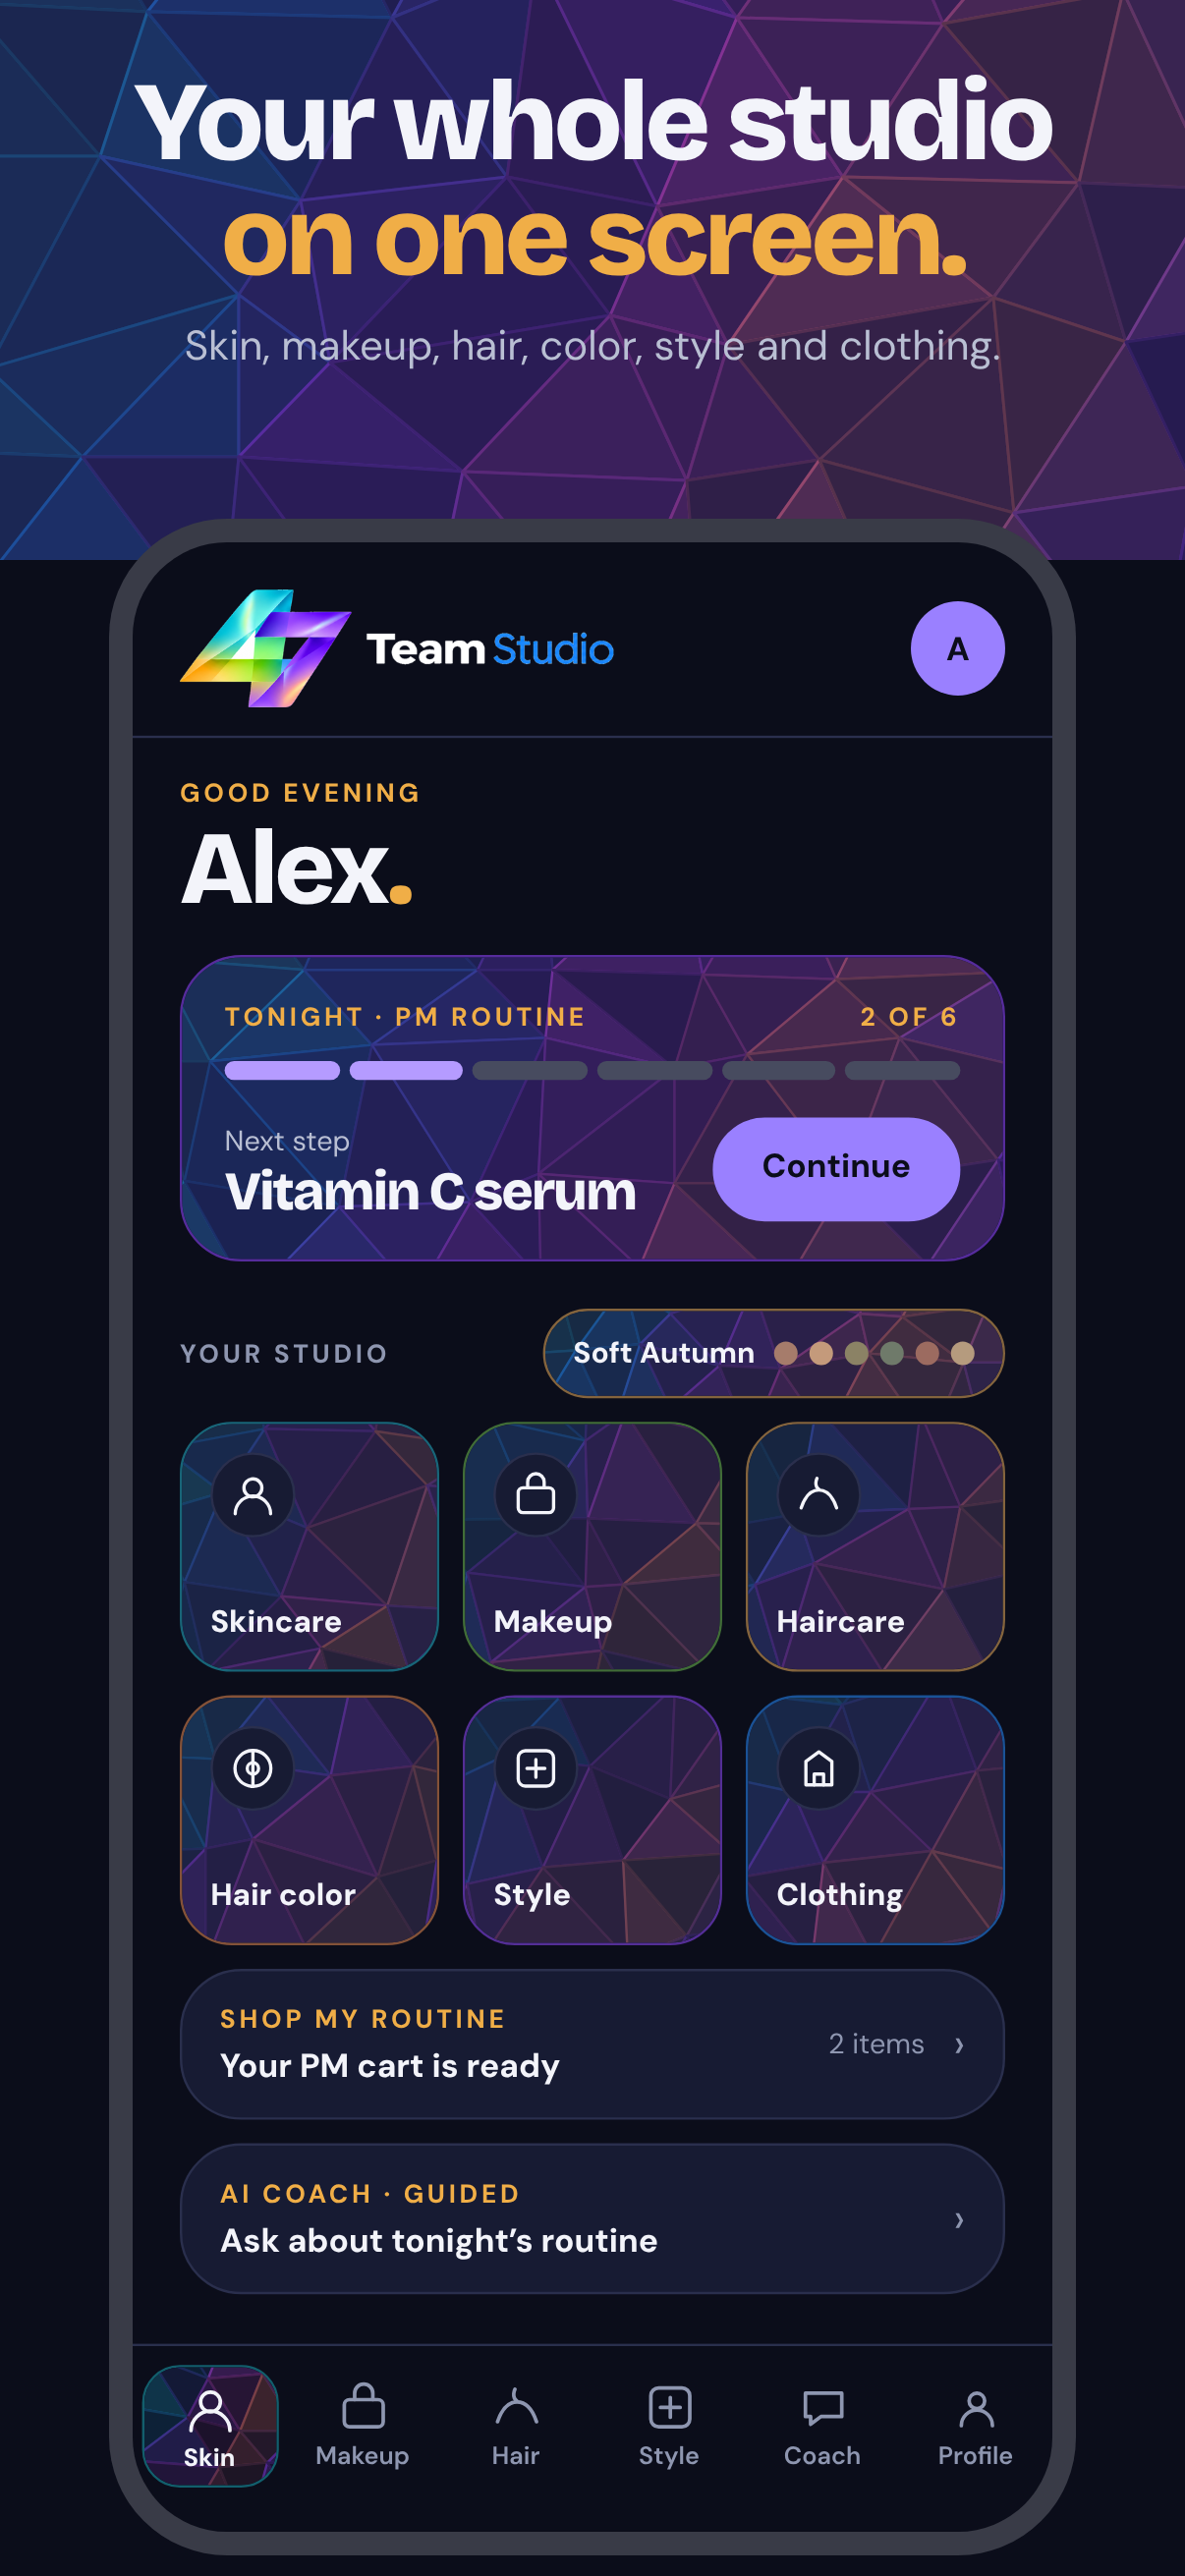 Your whole studio
on one screen.
Skin, makeup, hair, color, style and clothing.
Team Studio
A
GOOD EVENING
Alex.
TONIGHT · PM ROUTINE
2 OF 6
Next step
Vitamin C serum
Continue
YOUR STUDIO
Soft Autumn
Skincare
Makeup
Haircare
Hair color
Style
Clothing
SHOP MY ROUTINE
Your PM cart is ready
2 items ›
AI COACH · GUIDED
Ask about tonight’s routine
›
Skin
Makeup
Hair
Style
Coach
Profile